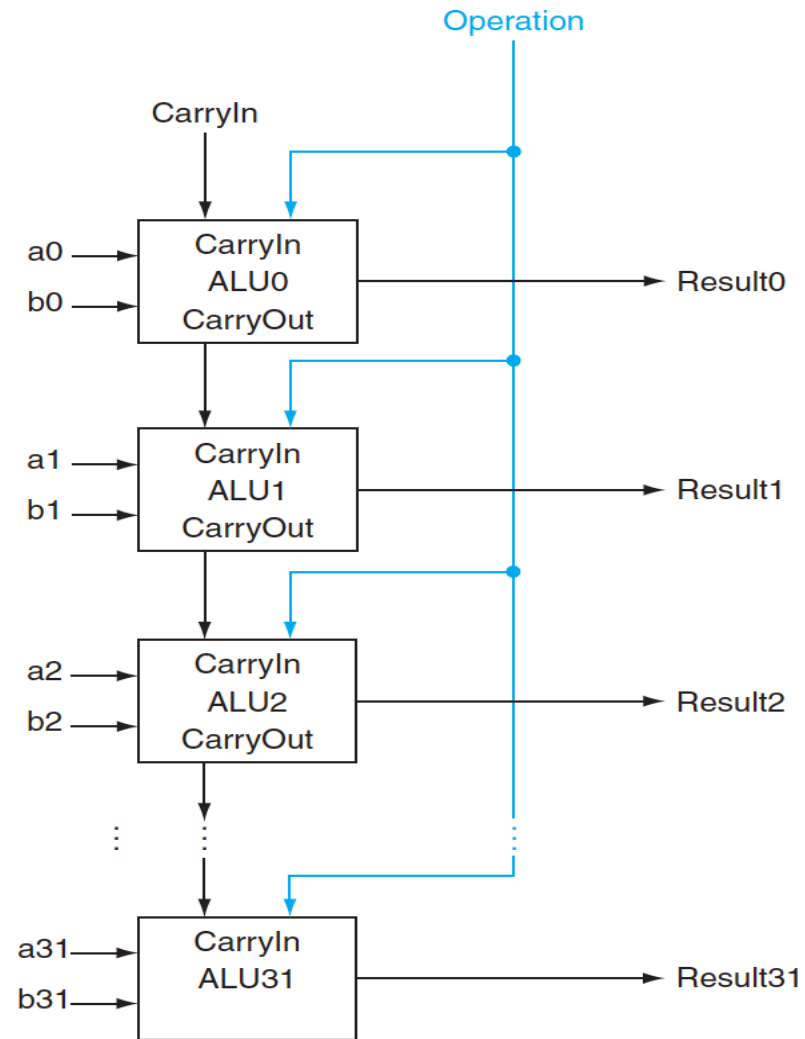 Operation
CarryIn
a0
b0
CarryIn
ALU0
CarryOut
Result0
a1
b1
CarryIn
ALU1
CarryOut
Result1
a2
b2
CarryIn
ALU2
CarryOut
Result2
a31
b31
CarryIn
ALU31
Result31